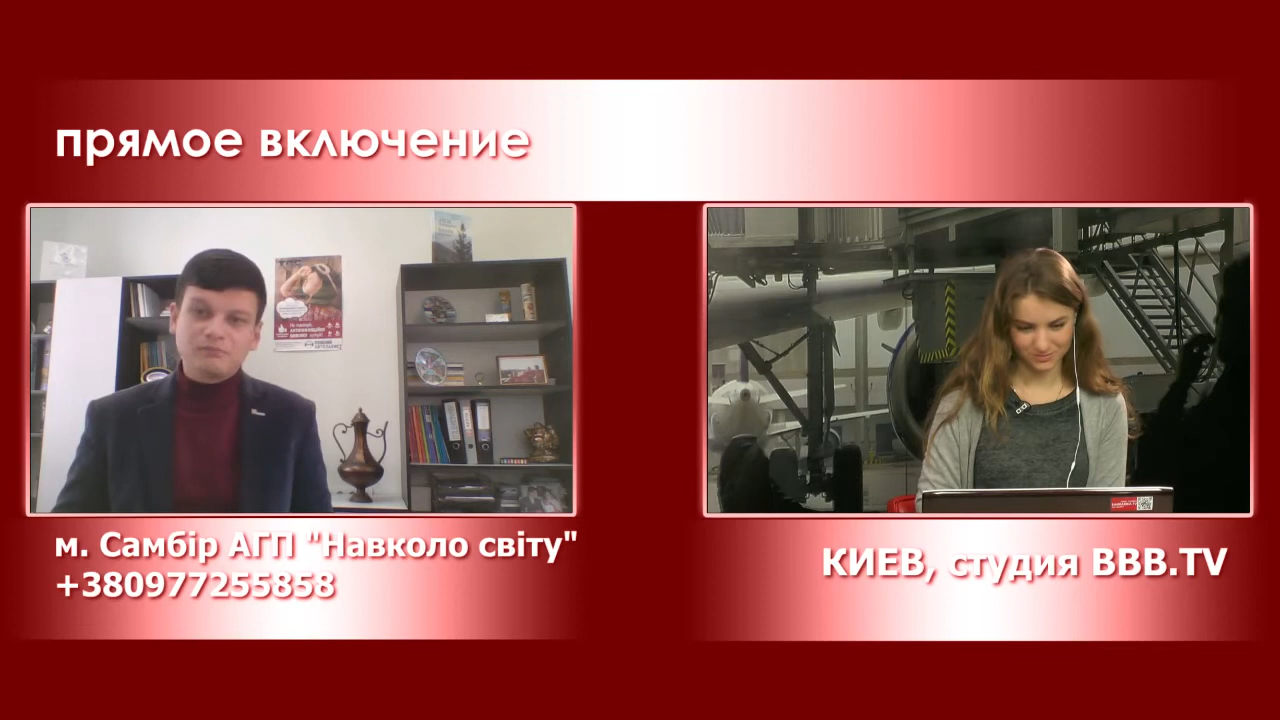 прямое включение
м. Самбір АГП "Навколо світу"
+380977255858
КИЕВ, студия BBB.TV